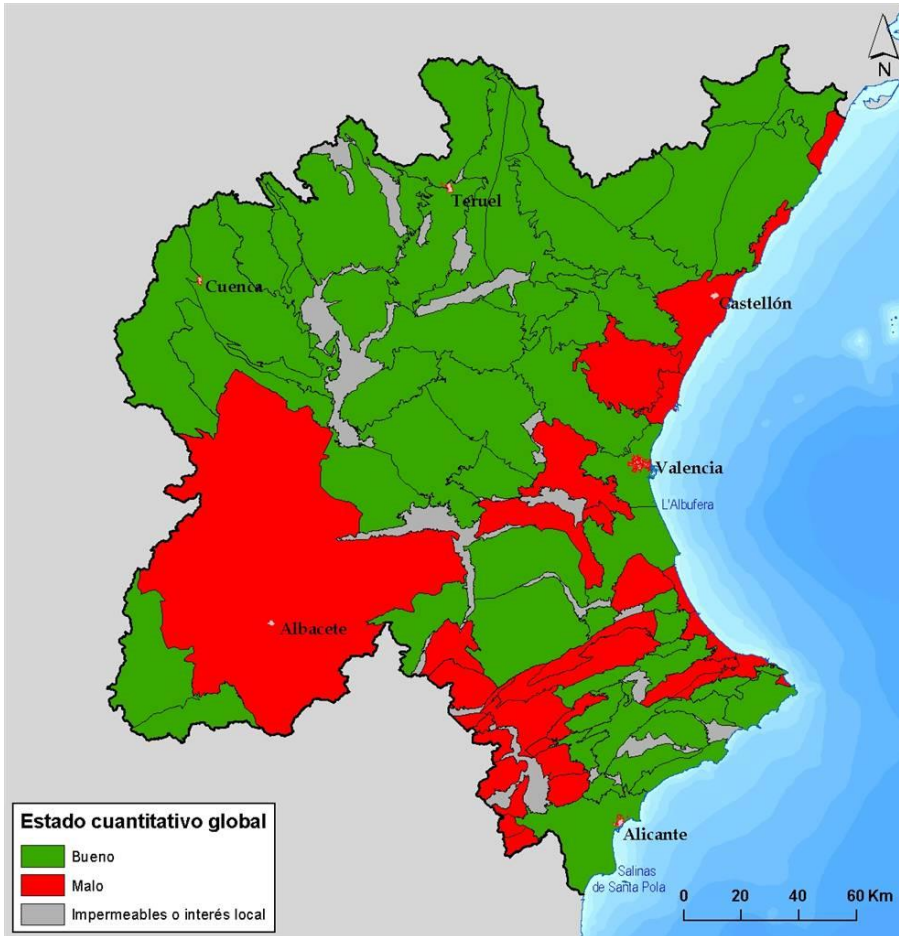 N
Teruel
Cuenca
Castellón
Valencia
L'Albufera
Albacete
Alicante
Salinas
de Santa Pola
Estado cuantitativo global
Bueno
Malo
Impermeables o interés local
0 20 40 60 Km